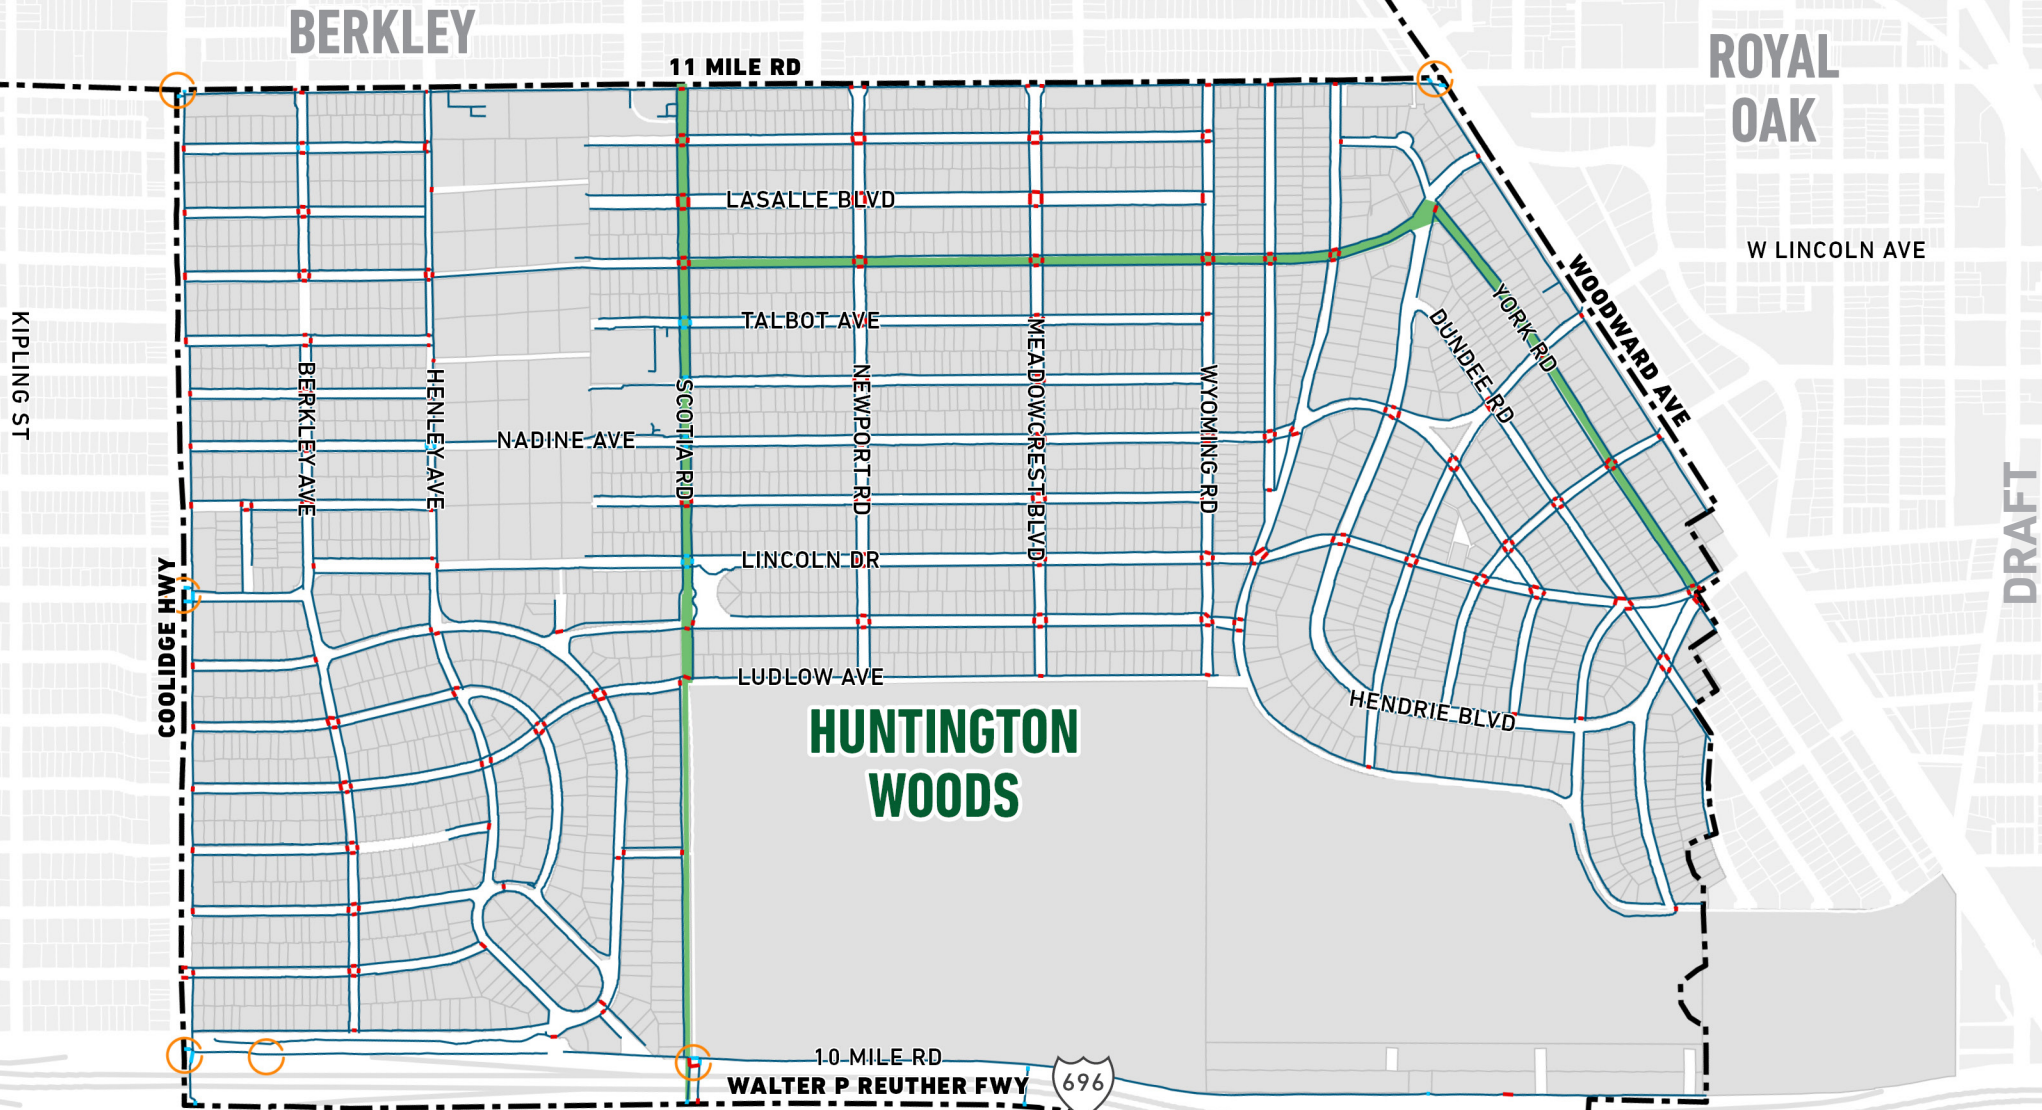 BERKLEY
ROYAL
OAK
11 MILE RD
LASALLE BLVD
W LINCOLN AVE
WOODWARD AVE
YORK RD
DUNDEE RD
KIPLING ST
TALBOT AVE
BERKLEY AVE
HENLEY AVE
NADINE AVE
SCOTIA RD
NEWPORT RD
MEADOWCREST BLVD
WYOMING RD
DRAFT
COOLIDGE HWY
LINCOLN DR
LUDLOW AVE
HENDRIE BLVD
HUNTINGTON
WOODS
10 MILE RD
WALTER P REUTHER FWY
696